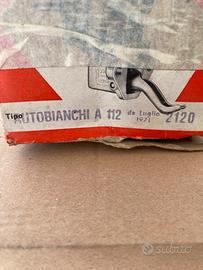 Tipo AUTOBIANCHI A 112 da Luglio 2120
1971
subito